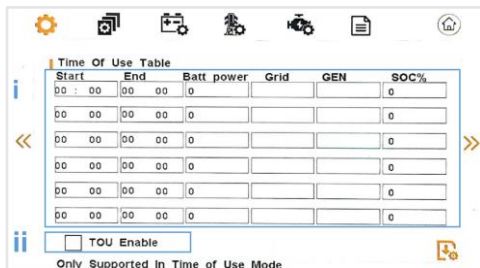 Time Of Use Table
Start End Batt power Grid GEN SOC%
i
00 : 00 00 00 0 0
00 00 00 00 0 0
00 00 00 00 0 0
00 00 00 00 0 0
00 00 00 00 0 0
00 00 00 00 0 0
ii
TOU Enable
Only Supported In Time of Use Mode